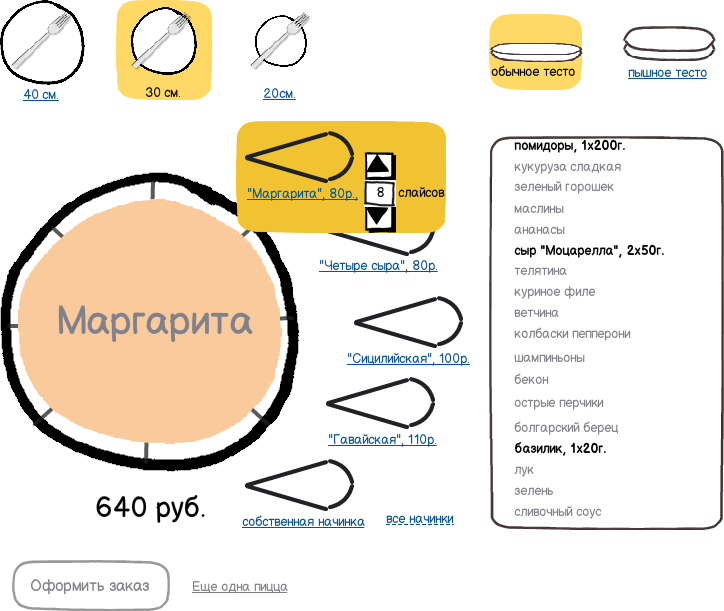 40 см.
30 см.
20см.
обычное тесто
пышное тесто
"Маргарита", 80р.,
8
слайсов
"Четыре сыра", 80р.
Маргарита
"Сицилийская", 100р.
"Гавайская", 110р.
собственная начинка
все начинки
640 руб.
помидоры, 1х200г.
кукуруза сладкая
зеленый горошек
маслины
ананасы
сыр "Моцарелла", 2х50г.
телятина
куриное филе
ветчина
колбаски пепперони
шампиньоны
бекон
острые перчики
болгарский берец
базилик, 1х20г.
лук
зелень
сливочный соус
Оформить заказ
Еще одна пицца